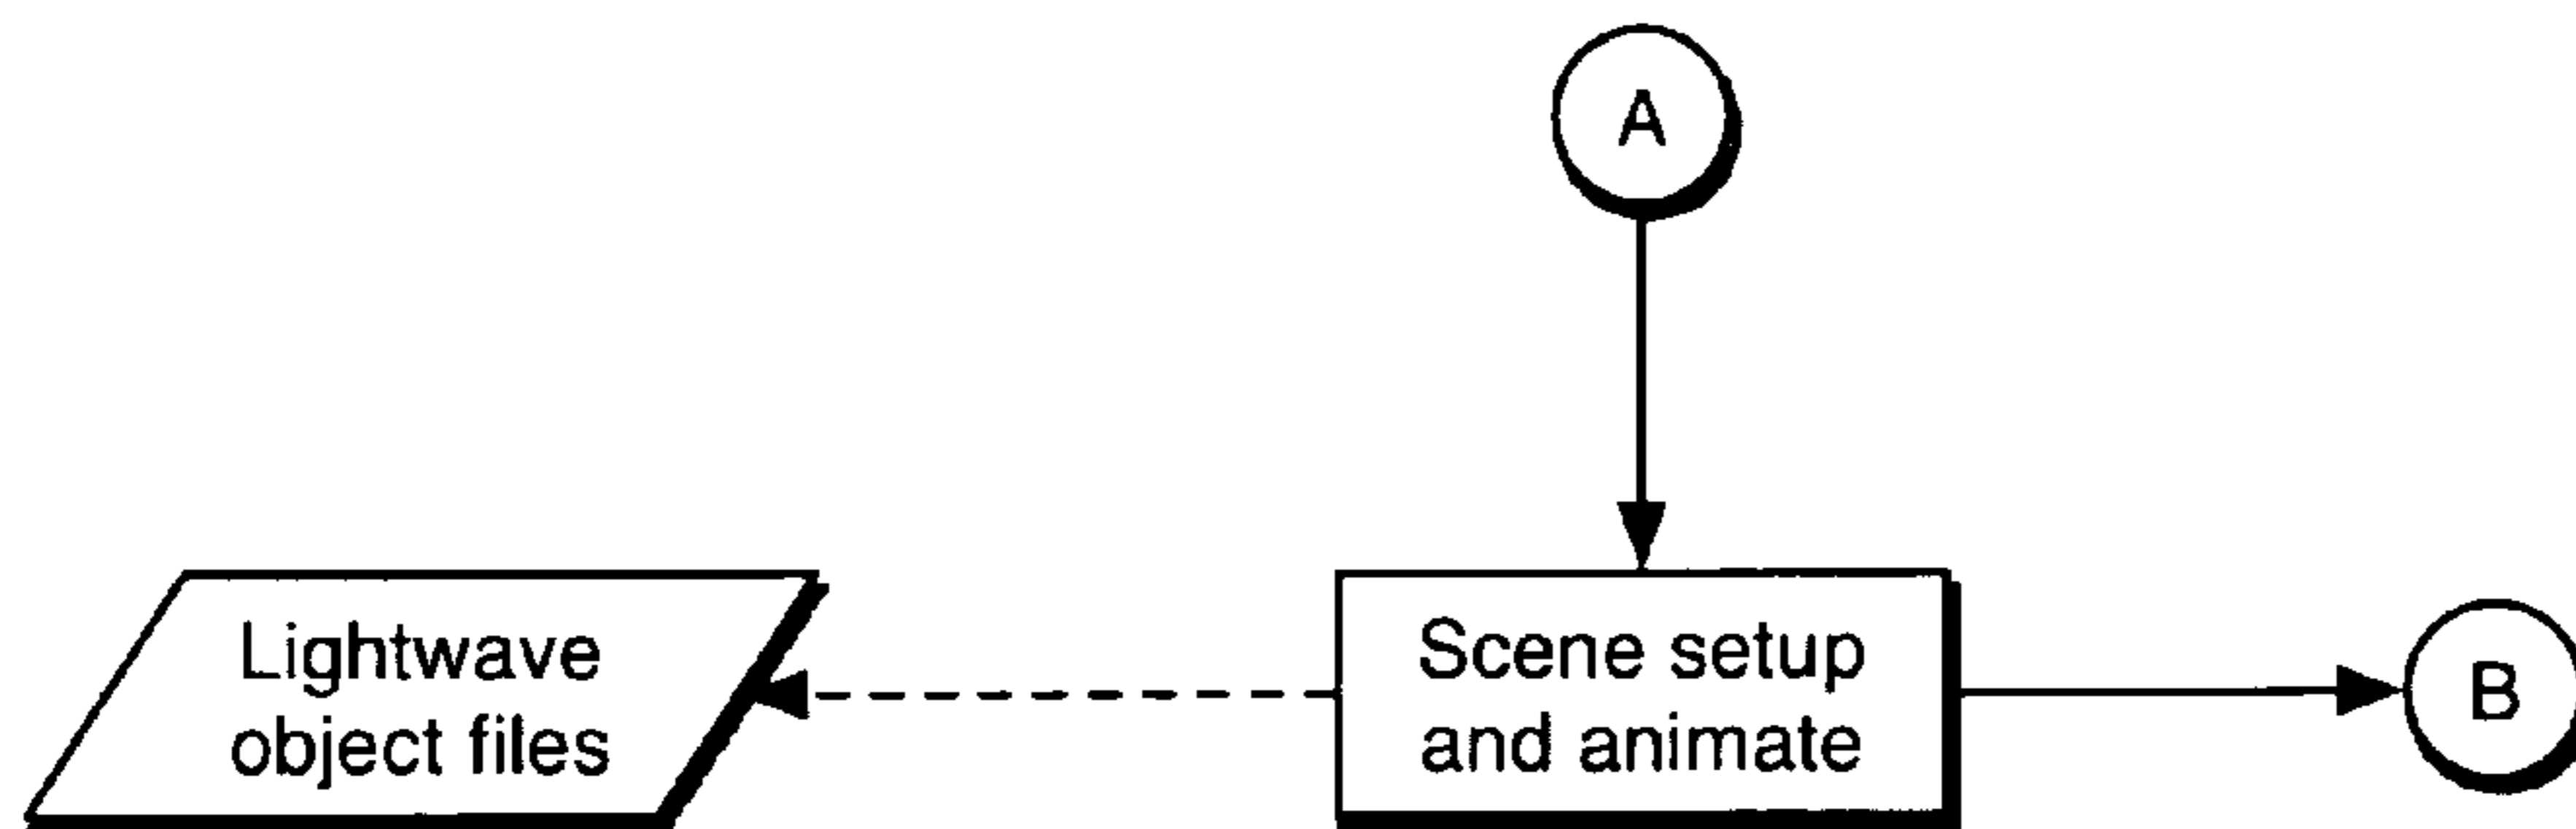 A
Lightwave
object files
Scene setup
and animate
B